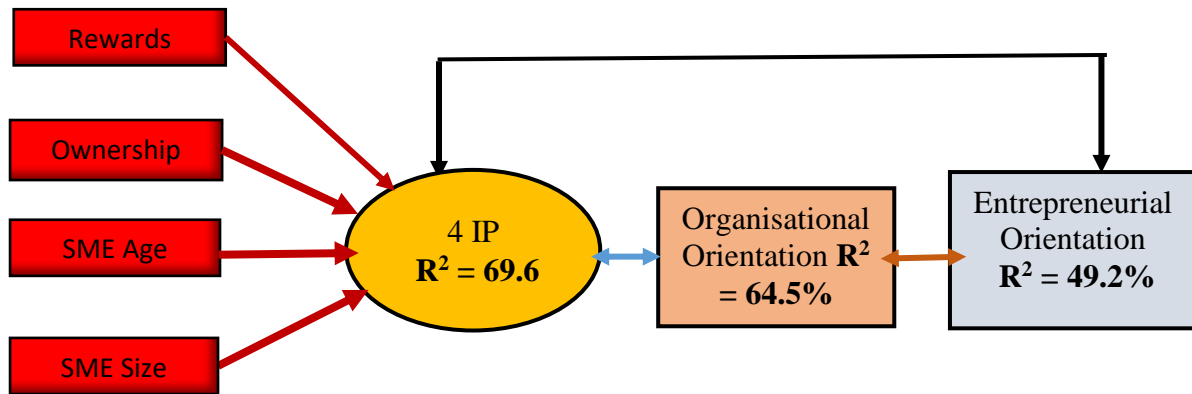 Rewards
Ownership
SME Age
SME Size
4 IP
R² = 69.6
Organisational
Orientation R²
= 64.5%
Entrepreneurial
Orientation
R² = 49.2%